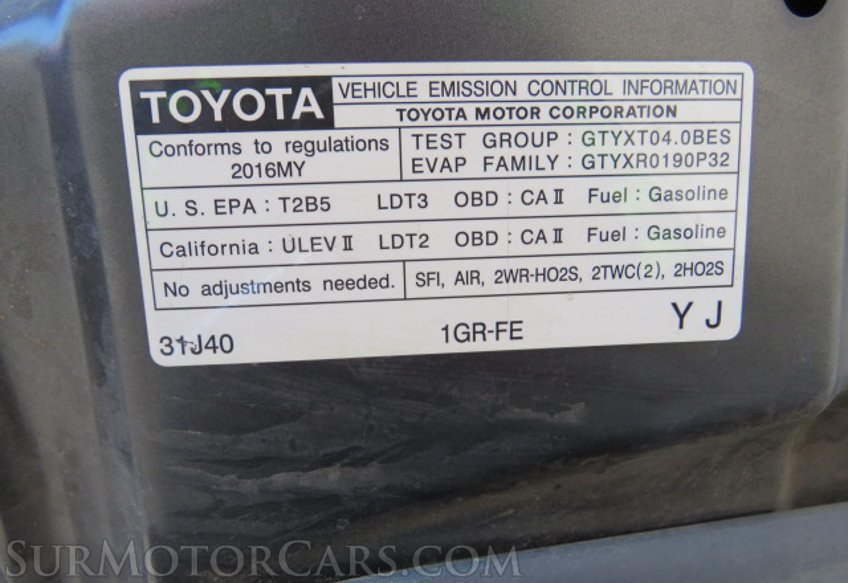 TOYOTA
VEHICLE EMISSION CONTROL INFORMATION
TOYOTA MOTOR CORPORATION
Conforms to regulations
2016MY
TEST GROUP : GTYXT04.0BES
EVAP FAMILY : GTYXR0190P32
U. S. EPA : T2B5 LDT3 OBD : CA II Fuel : Gasoline
California : ULEV II LDT2 OBD : CA II Fuel : Gasoline
No adjustments needed. SFI, AIR, 2WR-HO2S, 2TWC(2), 2HO2S
31J40 1GR-FE Y J
SurMotorCars.com